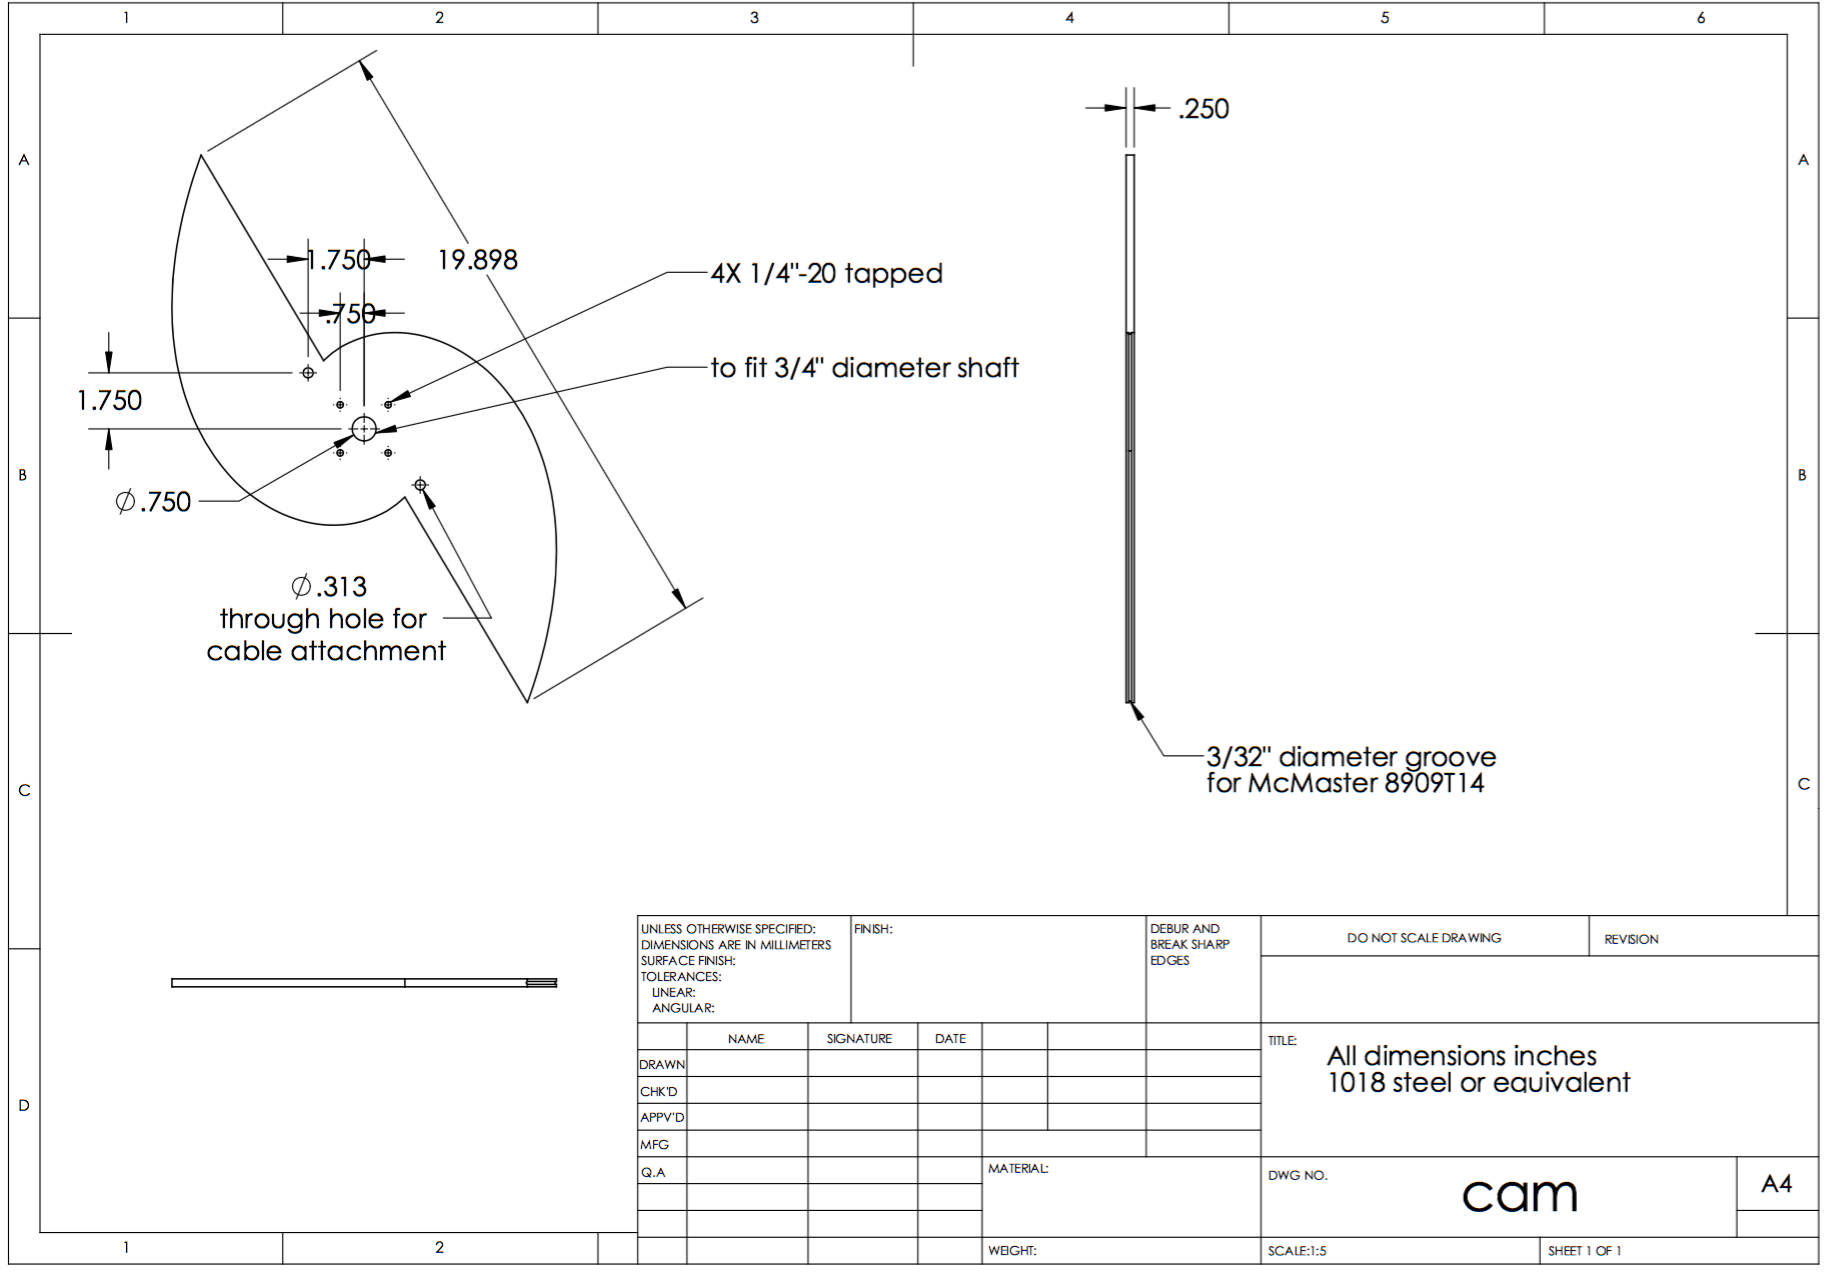 1
2
3
4
5
6
A
A
.250
1.750
19.898
4X 1/4"-20 tapped
.750
to fit 3/4" diameter shaft
1.750
B
B
∅.750
∅.313
through hole for
cable attachment
3/32" diameter groove
for McMaster 8909T14
C
C
UNLESS OTHERWISE SPECIFIED:
DIMENSIONS ARE IN MILLIMETERS
SURFACE FINISH:
TOLERANCES:
LINEAR:
ANGULAR:
FINISH:
DEBUR AND
BREAK SHARP
EDGES
DO NOT SCALE DRAWING
REVISION
NAME
SIGNATURE
DATE
TITLE:
All dimensions inches
1018 steel or equivalent
DRAWN
CHK'D
APPV'D
MFG
Q.A
D
MATERIAL:
DWG NO.
cam
A4
1
2
WEIGHT:
SCALE:1:5
SHEET 1 OF 1